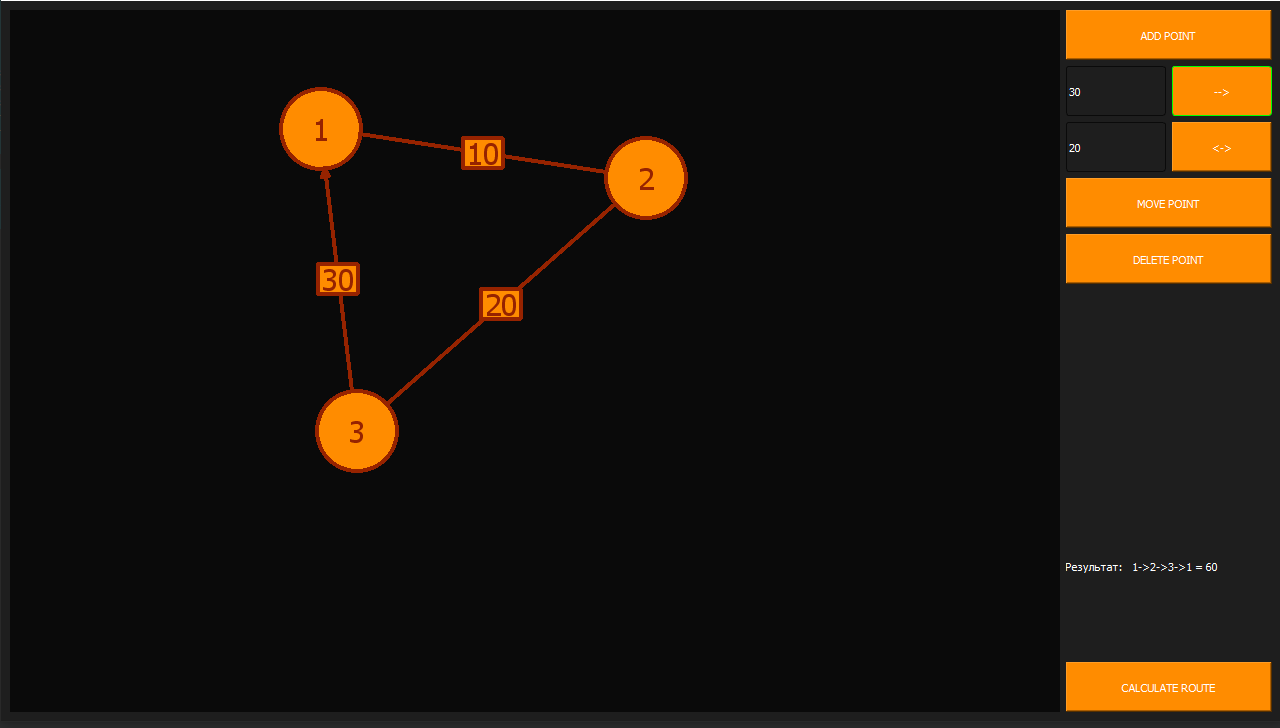 1
10
2
30
20
3
ADD POINT
30
-->
20
<->
MOVE POINT
DELETE POINT
Результат: 1->2->3->1 = 60
CALCULATE ROUTE